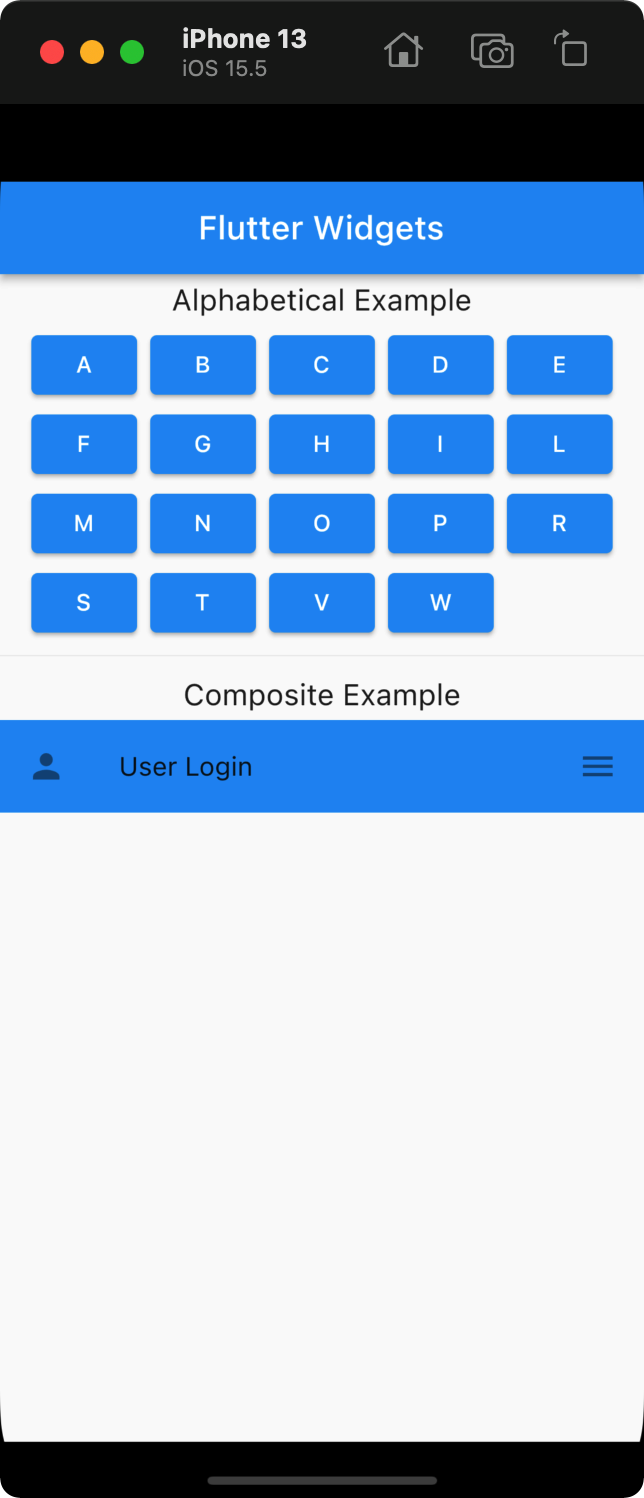 iPhone 13
iOS 15.5
Flutter Widgets
Alphabetical Example
A B C D E
F G H I L
M N O P R
S T V W
Composite Example
User Login